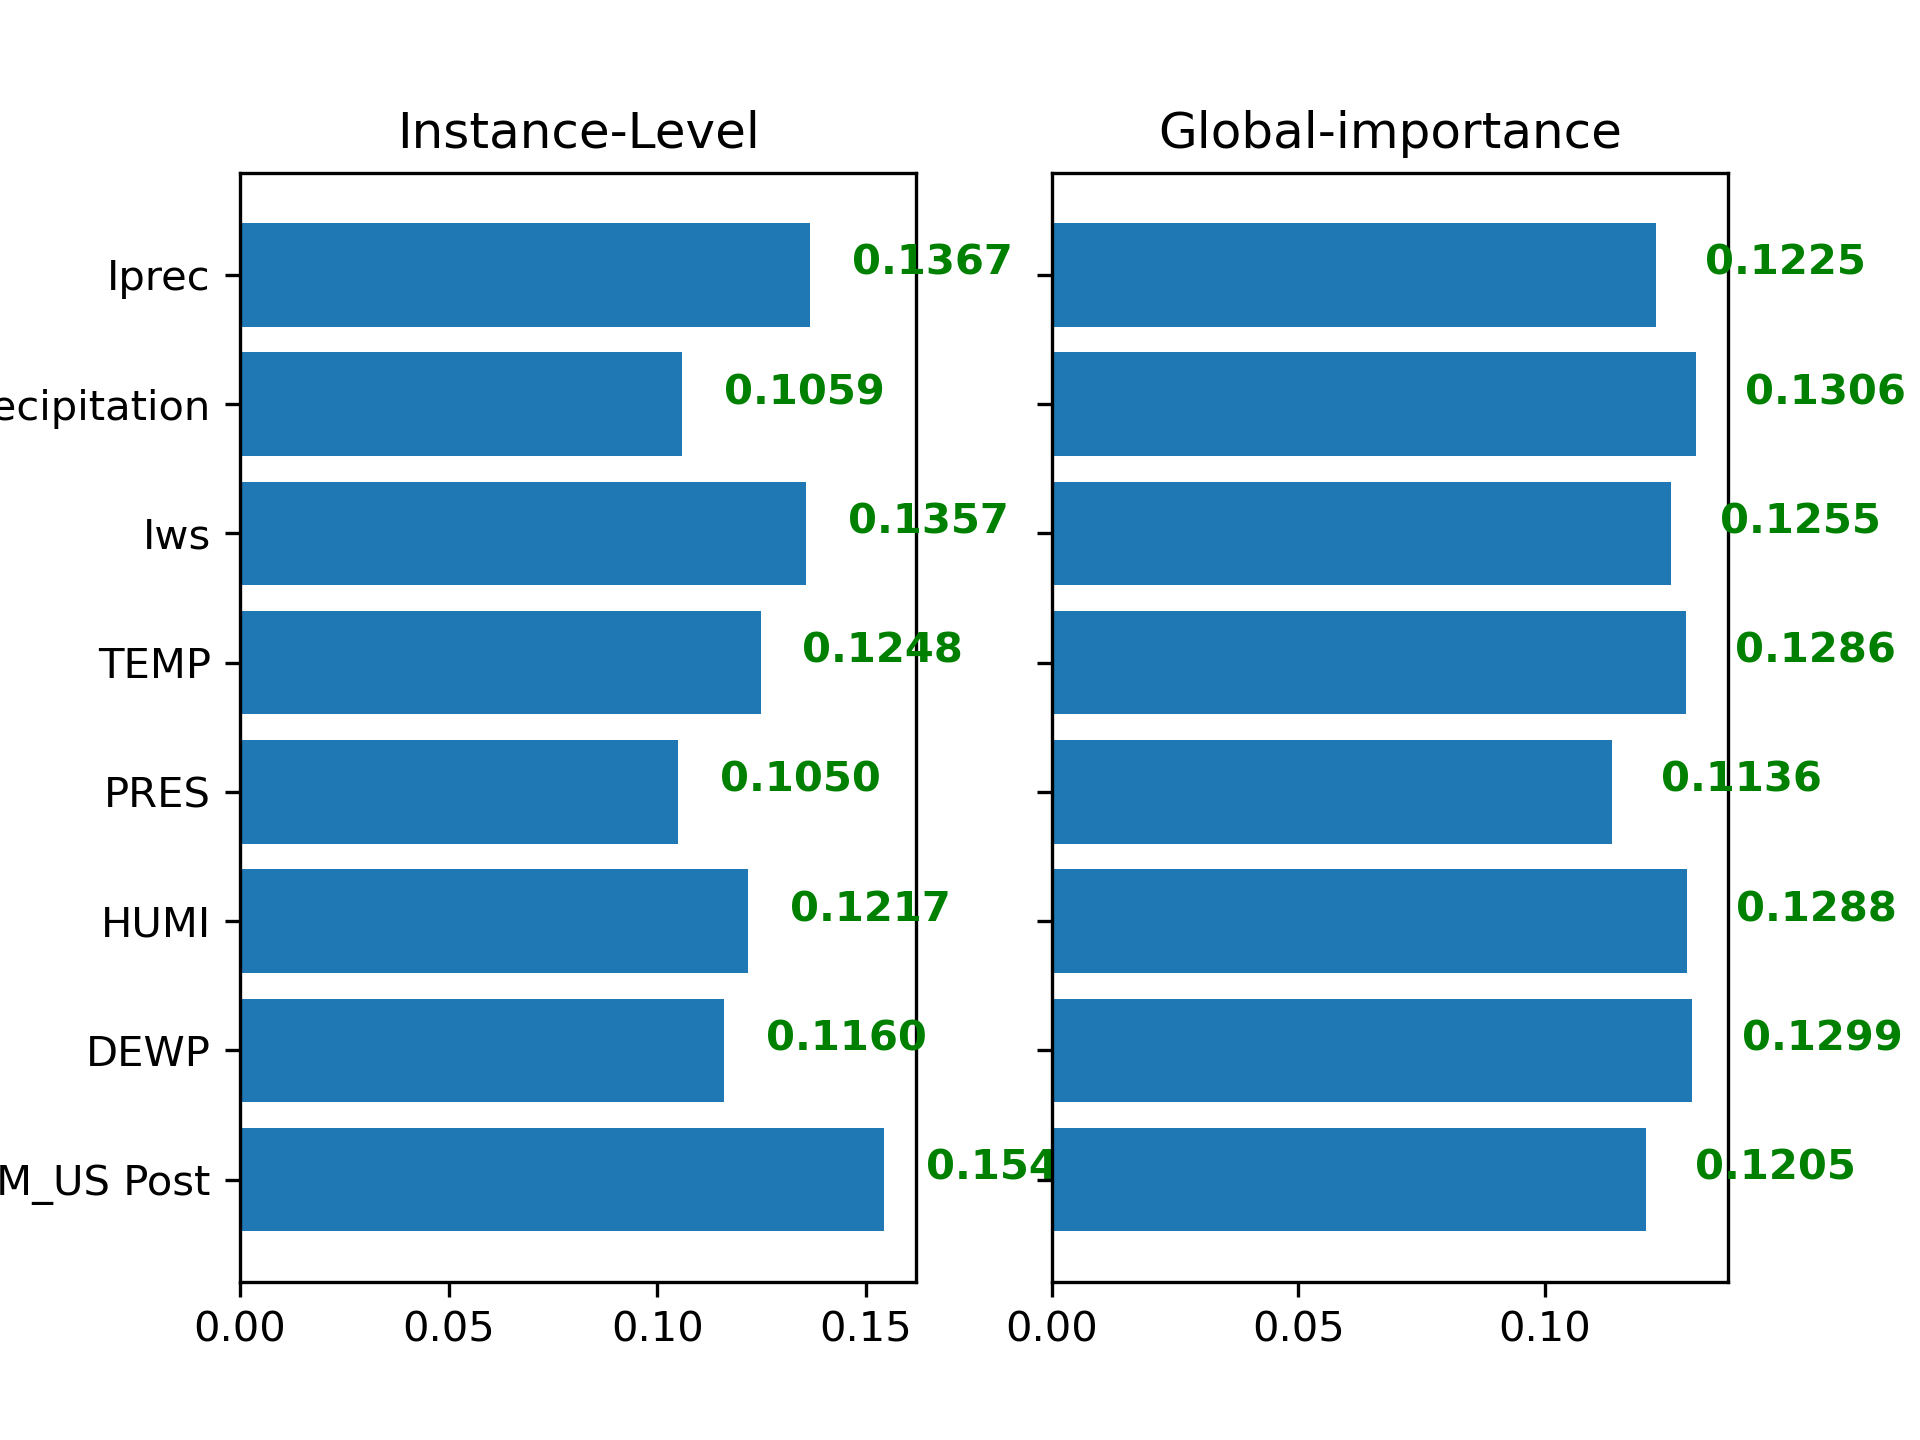 Instance-Level Global-importance
Iprec 0.1367 0.1225
ecipitation 0.1059 0.1306
Iws 0.1357 0.1255
TEMP 0.1248 0.1286
PRES 0.1050 0.1136
HUMI 0.1217 0.1288
DEWP 0.1160 0.1299
M_US Post 0.154 0.1205
0.00 0.05 0.10 0.15 0.00 0.05 0.10